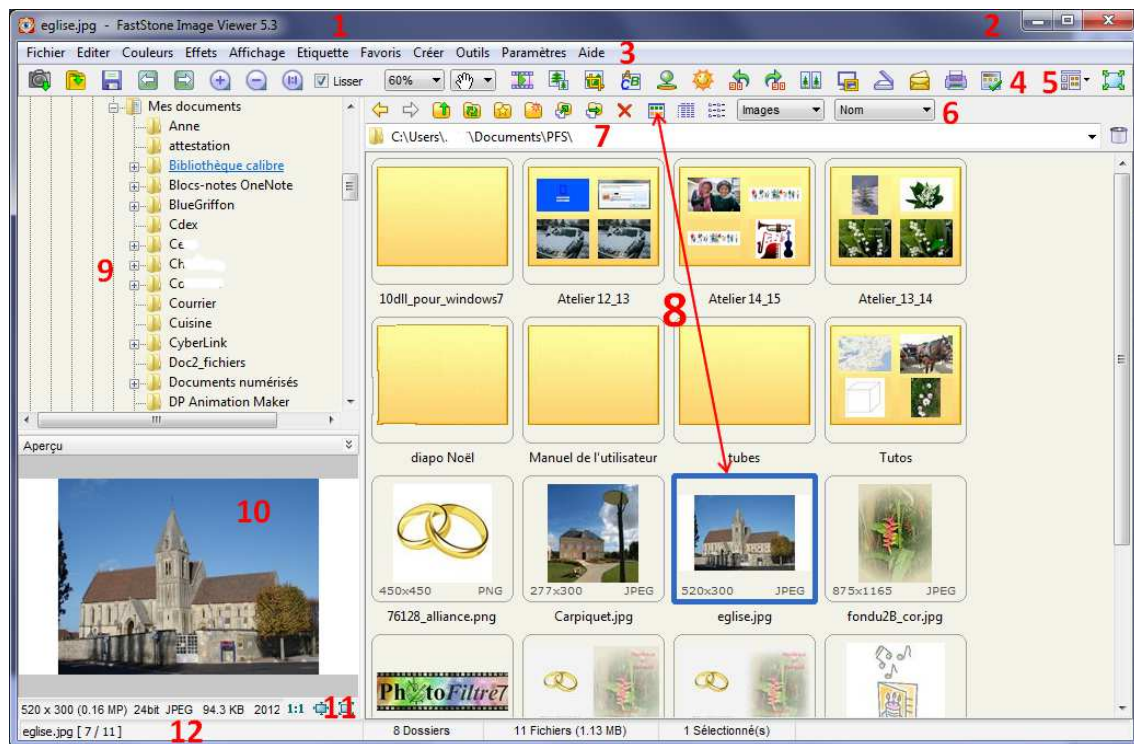 eglise.jpg - FastStone Image Viewer 5.3
1
2
Fichier Editer Couleurs Effets Affichage Etiquette Favoris Créer Outils Paramètres Aide
3
Lisser
60%
4
5
Images
Nom
6
C:\Users\. \Documents\PFS\
7
Mes documents
Anne
attestation
Bibliothèque calibre
Blocs-notes OneNote
BlueGriffon
Cdex
Ce
Ch
Co
Courrier
Cuisine
CyberLink
Doc2_fichiers
Documents numérisés
DP Animation Maker
9
10dll_pour_windows7
Atelier 12_13
Atelier 14_15
Atelier_13_14
8
diapo Noël
Manuel de l'utilisateur
tubes
Tutos
Aperçu
10
450x450 PNG
277x300 JPEG
520x300 JPEG
875x1165 JPEG
76128_alliance.png
Carpiquet.jpg
eglise.jpg
fondu2B_cor.jpg
PhotoFiltre7
520 x 300 (0.16 MP) 24bit JPEG 94.3 KB 2012 1:1
11
eglise.jpg [ 7 / 11 ]
12
8 Dossiers
11 Fichiers (1.13 MB)
1 Sélectionné(s)